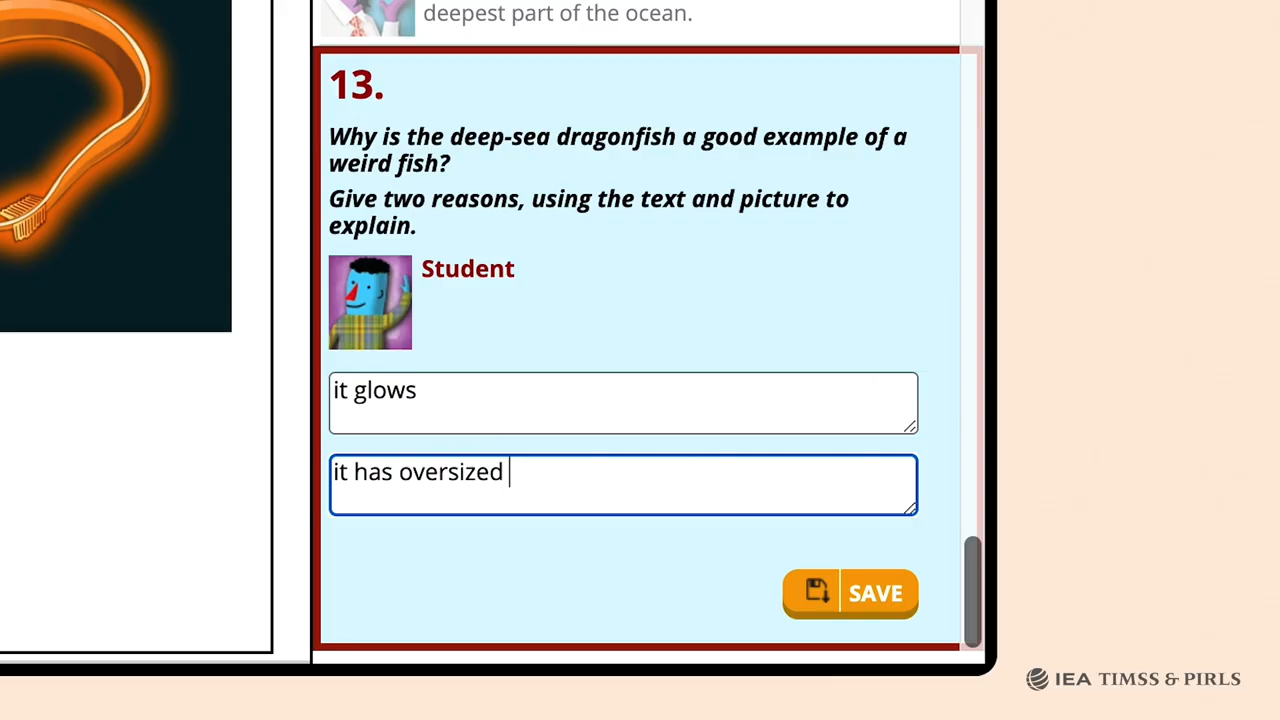 deepest part of the ocean.
13.
Why is the deep-sea dragonfish a good example of a
weird fish?
Give two reasons, using the text and picture to
explain.
Student
it glows
it has oversized
SAVE
IEA TIMSS & PIRLS